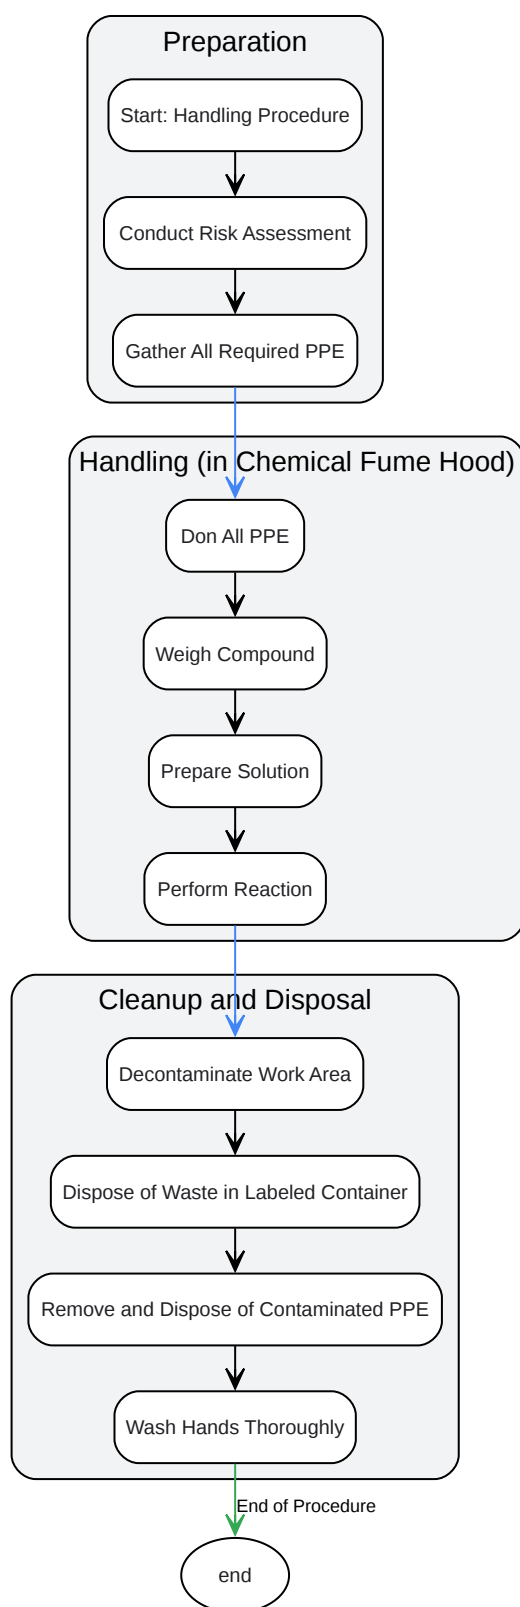 Preparation
Start: Handling Procedure
Conduct Risk Assessment
Gather All Required PPE
Handling (in Chemical Fume Hood)
Don All PPE
Weigh Compound
Prepare Solution
Perform Reaction
Cleanup and Disposal
Decontaminate Work Area
Dispose of Waste in Labeled Container
Remove and Dispose of Contaminated PPE
Wash Hands Thoroughly
End of Procedure
end